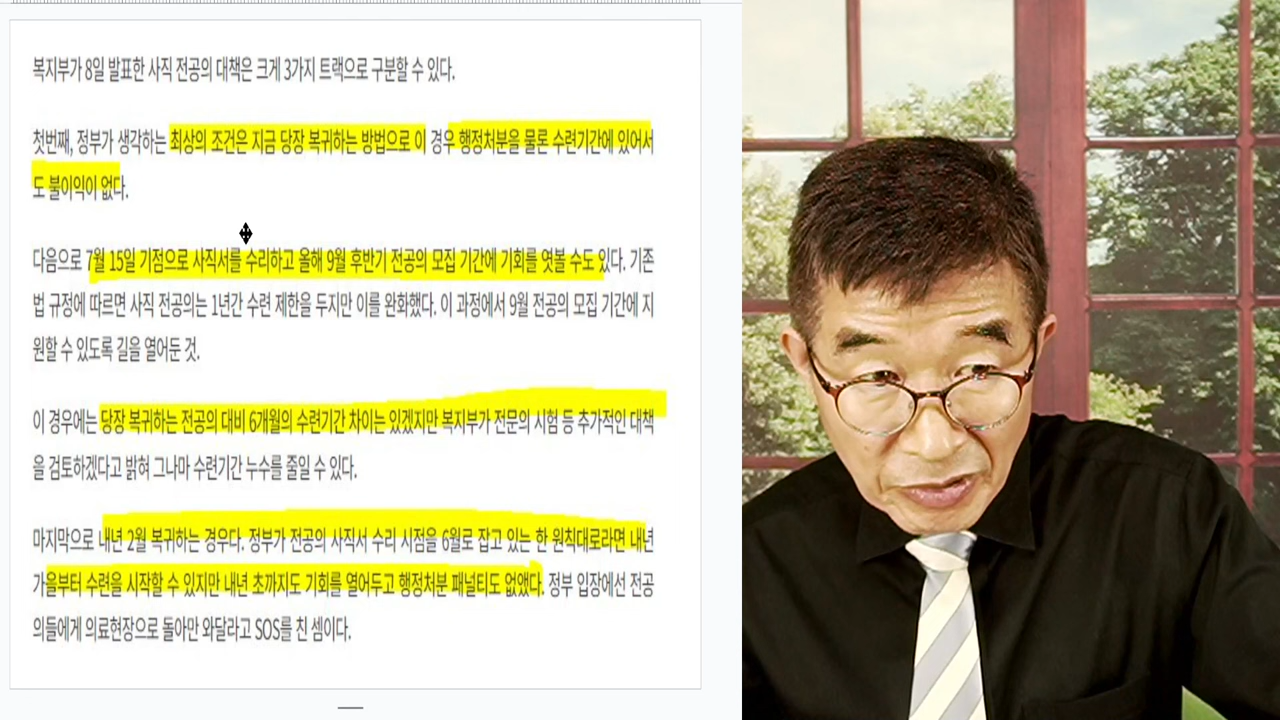 복지부가 8일 발표한 사직 전공의 대책은 크게 3가지 트랙으로 구분할 수 있다.
첫번째, 정부가 생각하는 최상의 조건은 지금 당장 복귀하는 방법으로 이 경우 행정처분을 물론 수련기간에 있어서
도 불이익이 없다.
다음으로 7월 15일 기점으로 사직서를 수리하고 올해 9월 후반기 전공의 모집 기간에 기회를 엿볼 수도 있다. 기존
법 규정에 따르면 사직 전공의는 1년간 수련 제한을 두지만 이를 완화했다. 이 과정에서 9월 전공의 모집 기간에 지
원할 수 있도록 길을 열어둔 것.
이 경우에는 당장 복귀하는 전공의 대비 6개월의 수련기간 차이는 있겠지만 복지부가 전문의 시험 등 추가적인 대책
을 검토하겠다고 밝혀 그나마 수련기간 누수를 줄일 수 있다.
마지막으로 내년 2월 복귀하는 경우다. 정부가 전공의 사직서 수리 시점을 6월로 잡고 있는 한 원칙대로라면 내년
가을부터 수련을 시작할 수 있지만 내년 초까지도 기회를 열어두고 행정처분 패널티도 없앴다. 정부 입장에선 전공
의들에게 의료현장으로 돌아만 와달라고 SOS를 친 셈이다.